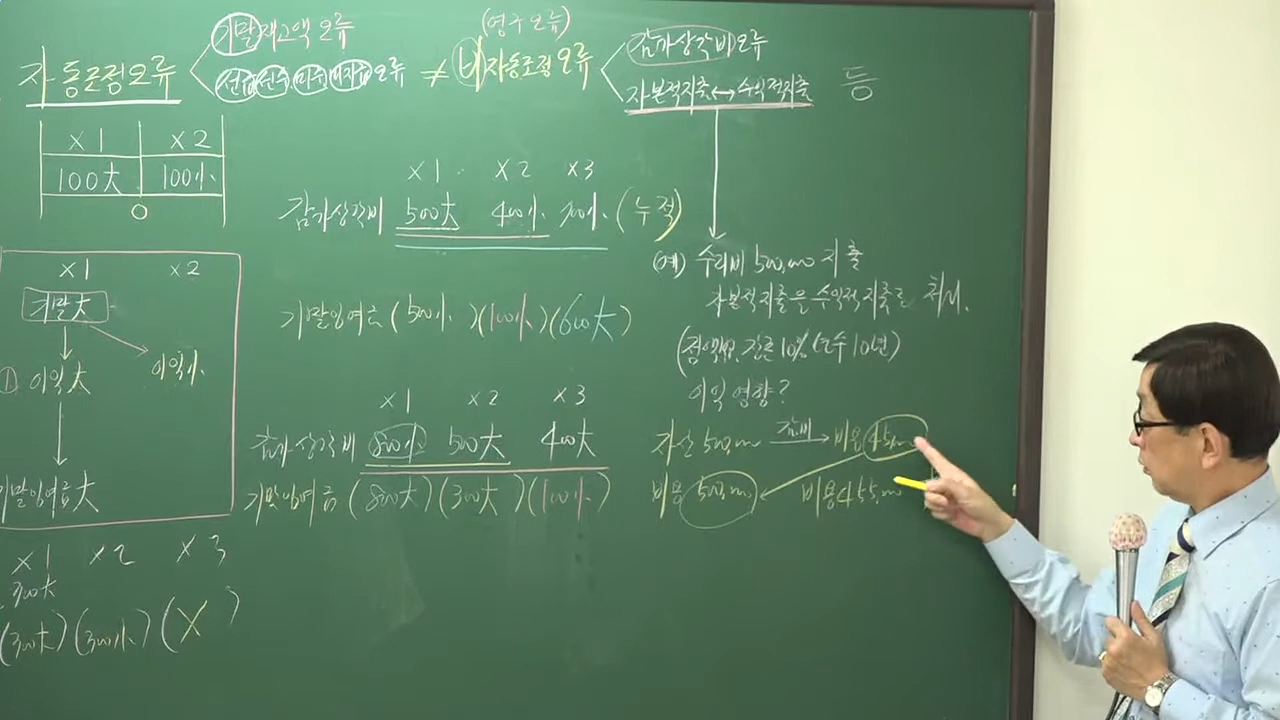 (영구오류)
기말재고액 오류
자동조정오류
선급 선수 미수 미지급 오류
≠ 비자동조정오류
감가상각비 오류
자본적지출↔수익적지출
등
X1 X2
100大 100小
0
X1 X2 X3
감가상각비 500大 400小 700小 (누적)
기말잉여금 (500小)(100小)(600大)
X1 X2
기말大
① 이익大 이익小
기말잉여금大
X1 X2 X3
300大
(300大)(300小)(X)
X1 X2 X3
감가상각비 800小 500大 400大
기말잉여금 (800大)(300大)(100小)
(예) 수리비 500,000 지출
자본적지출을 수익적지출로 처리.
(정액법, 잔존10% 내용연수 10년)
이익 영향?
자산 500,000 감.비 → 비용 45,000
비용 500,000 비용 455,000